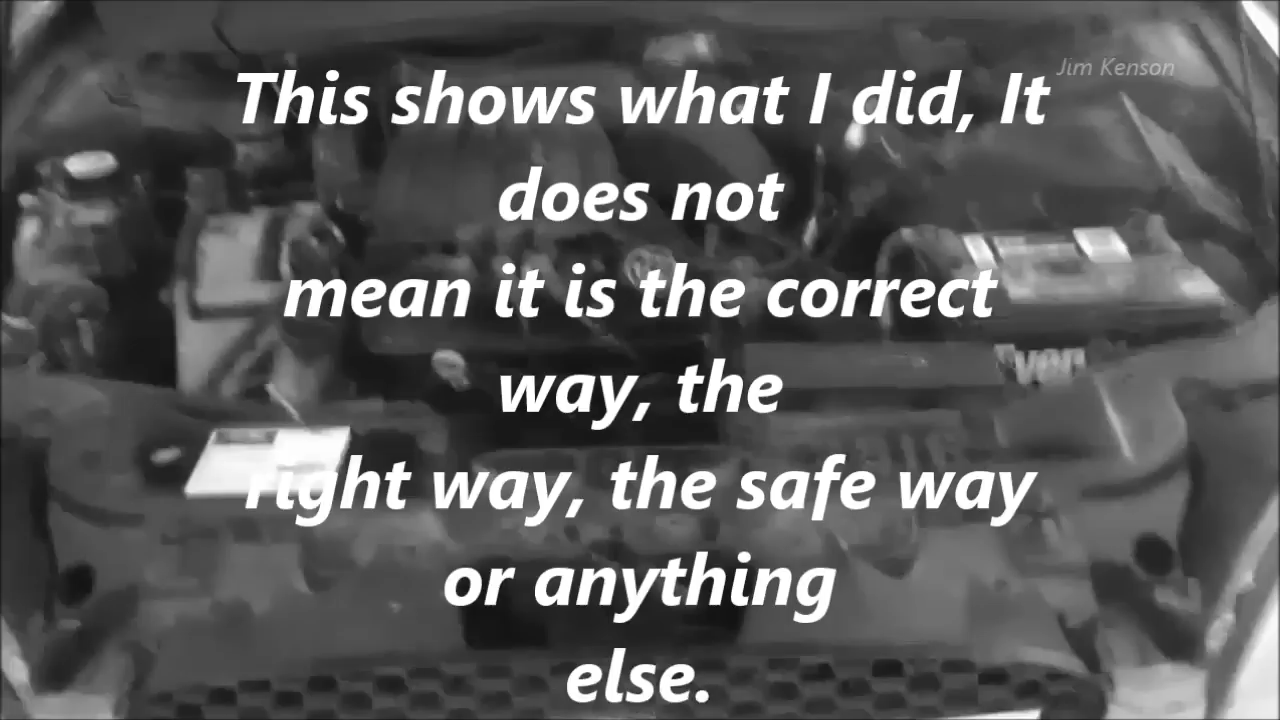 Jim Kenson
This shows what I did, It
does not
mean it is the correct
way, the
right way, the safe way
or anything
else.